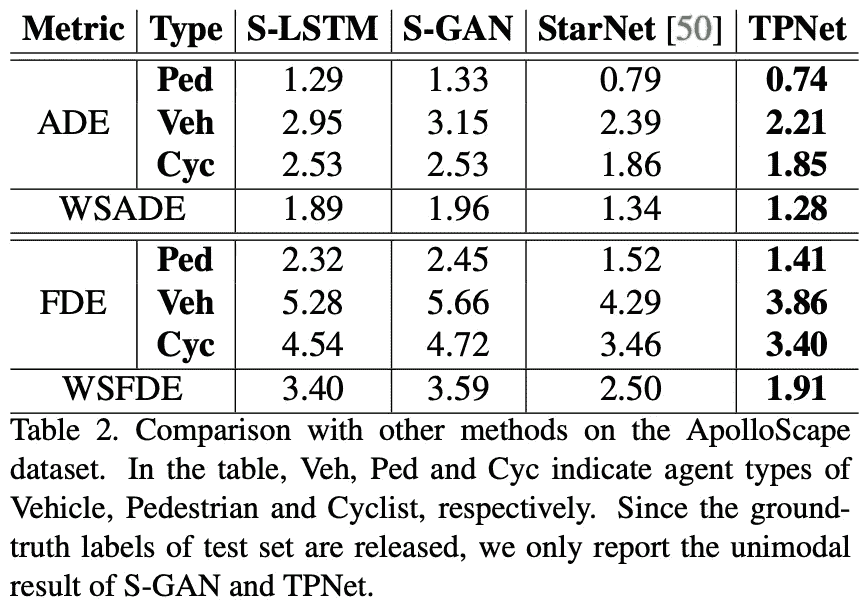 Metric Type S-LSTM S-GAN StarNet [50] TPNet
Ped 1.29 1.33 0.79 0.74
ADE Veh 2.95 3.15 2.39 2.21
Cyc 2.53 2.53 1.86 1.85
WSADE 1.89 1.96 1.34 1.28
Ped 2.32 2.45 1.52 1.41
FDE Veh 5.28 5.66 4.29 3.86
Cyc 4.54 4.72 3.46 3.40
WSFDE 3.40 3.59 2.50 1.91
Table 2. Comparison with other methods on the ApolloScape
dataset. In the table, Veh, Ped and Cyc indicate agent types of
Vehicle, Pedestrian and Cyclist, respectively. Since the ground-
truth labels of test set are released, we only report the unimodal
result of S-GAN and TPNet.